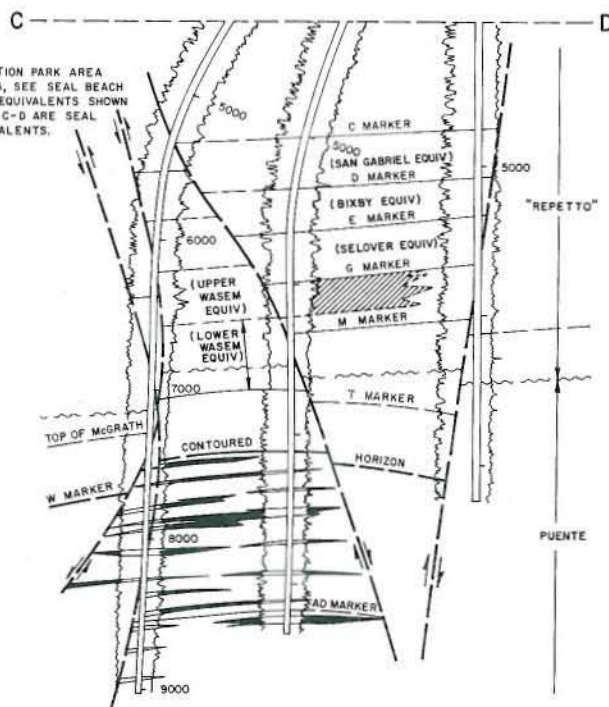 C
D
TION PARK AREA
, SEE SEAL BEACH
EQUIVALENTS SHOWN
C-D ARE SEAL
ALENTS.
5000
C MARKER
5000
(SAN GABRIEL EQUIV)
D MARKER
5000
(BIXBY EQUIV)
E MARKER
"REPETTO"
6000
(SELOVER EQUIV)
G MARKER
(UPPER
WASEM
EQUIV)
M MARKER
(LOWER
WASEM
EQUIV)
7000
T MARKER
TOP OF McGRATH
CONTOURED
HORIZON
W MARKER
8000
PUENTE
AD MARKER
9000